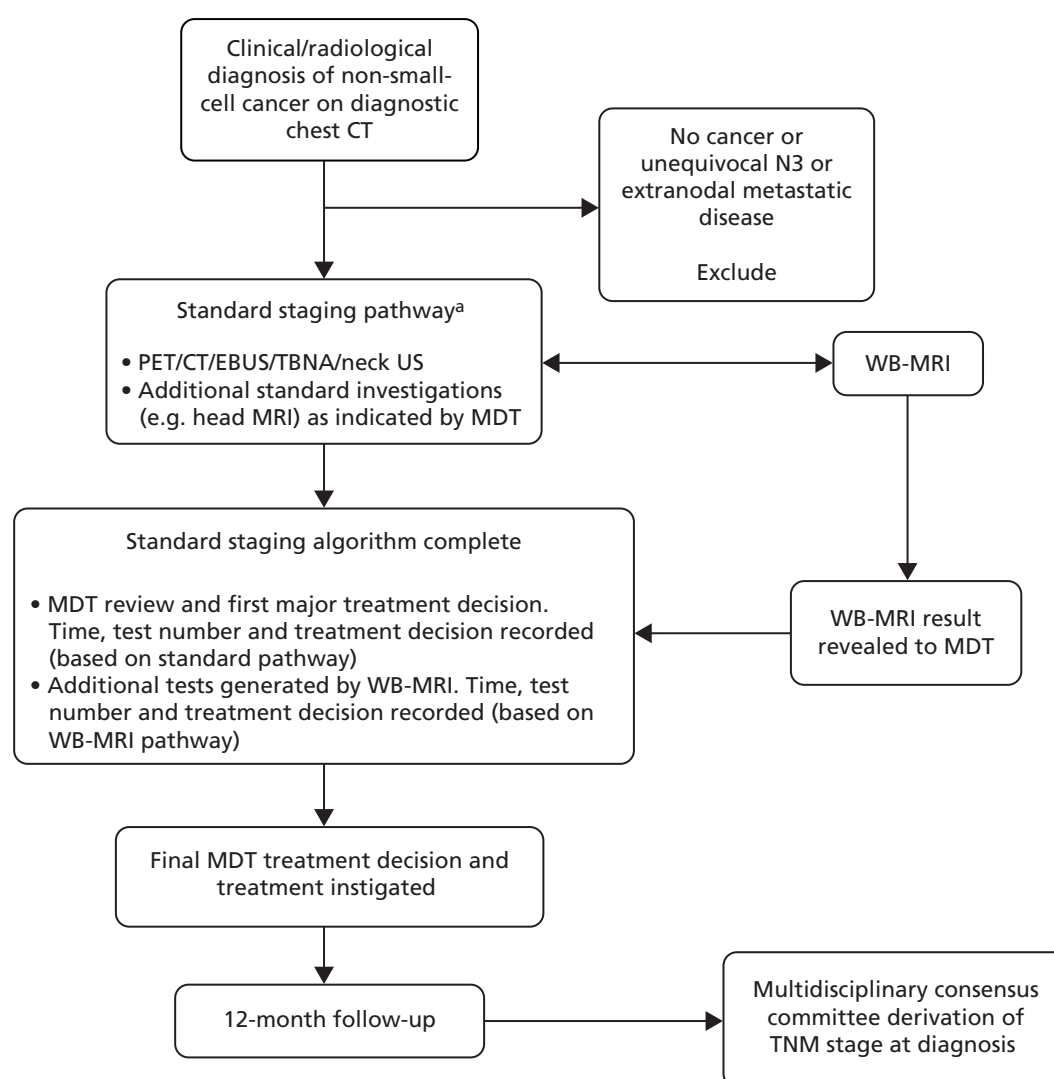 Clinical/radiological
diagnosis of non-small-
cell cancer on diagnostic
chest CT
No cancer or
unequivocal N3 or
extranodal metastatic
disease
Exclude
Standard staging pathwayᵃ
• PET/CT/EBUS/TBNA/neck US
• Additional standard investigations
(e.g. head MRI) as indicated by MDT
WB-MRI
Standard staging algorithm complete
• MDT review and first major treatment decision.
Time, test number and treatment decision recorded
(based on standard pathway)
• Additional tests generated by WB-MRI. Time, test
number and treatment decision recorded (based on
WB-MRI pathway)
WB-MRI result
revealed to MDT
Final MDT treatment decision and
treatment instigated
12-month follow-up
Multidisciplinary consensus
committee derivation of
TNM stage at diagnosis